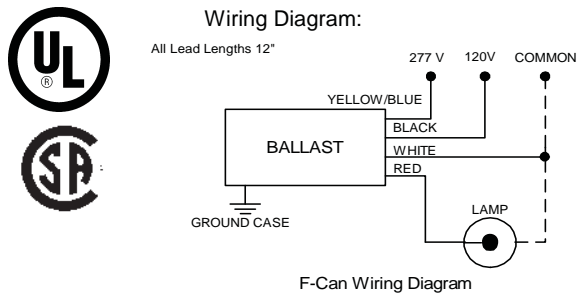 Wiring Diagram:
All Lead Lengths 12"
UL
®
SA
277 V 120V COMMON
YELLOW/BLUE
BLACK
BALLAST
WHITE
RED
LAMP
GROUND CASE
F-Can Wiring Diagram